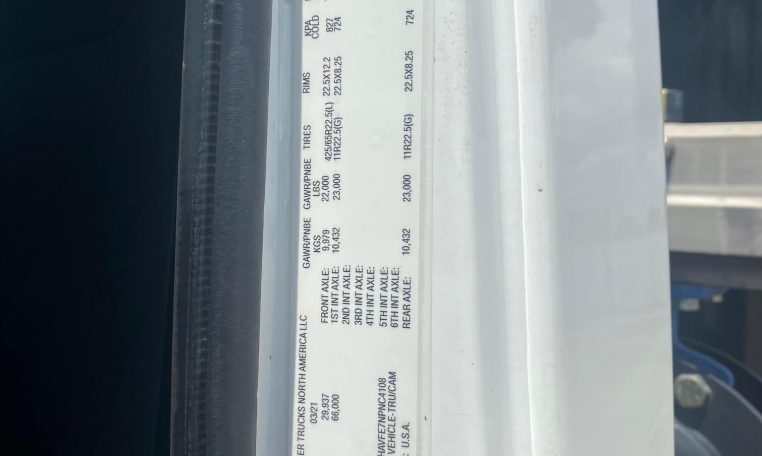 ER TRUCKS NORTH AMERICA LLC
03/21
29,937
66,000
HAVFE7NPNC4108
VEHICLE-TRU/CAM
: U.S.A.
GAWR/PNBE GAWR/PNBE TIRES RIMS KPA
KGS LBS COLD
FRONT AXLE: 9,979 22,000 425/65R22.5(L) 22.5X12.2 827
1ST INT AXLE: 10,432 23,000 11R22.5(G) 22.5X8.25 724
2ND INT AXLE:
3RD INT AXLE:
4TH INT AXLE:
5TH INT AXLE:
6TH INT AXLE:
REAR AXLE: 10,432 23,000 11R22.5(G) 22.5X8.25 724